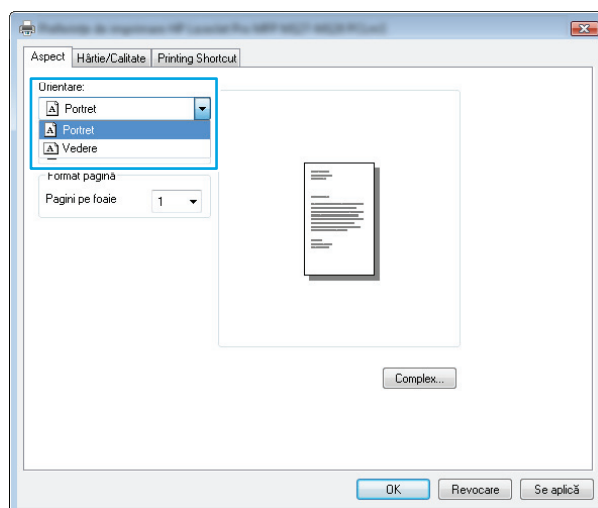 Aspect
Hârtie/Calitate
Printing Shortcut
Orientare:
Portret
Portret
Vedere
Format pagină
Pagini pe foaie 1
Complex...
OK
Revocare
Se aplică